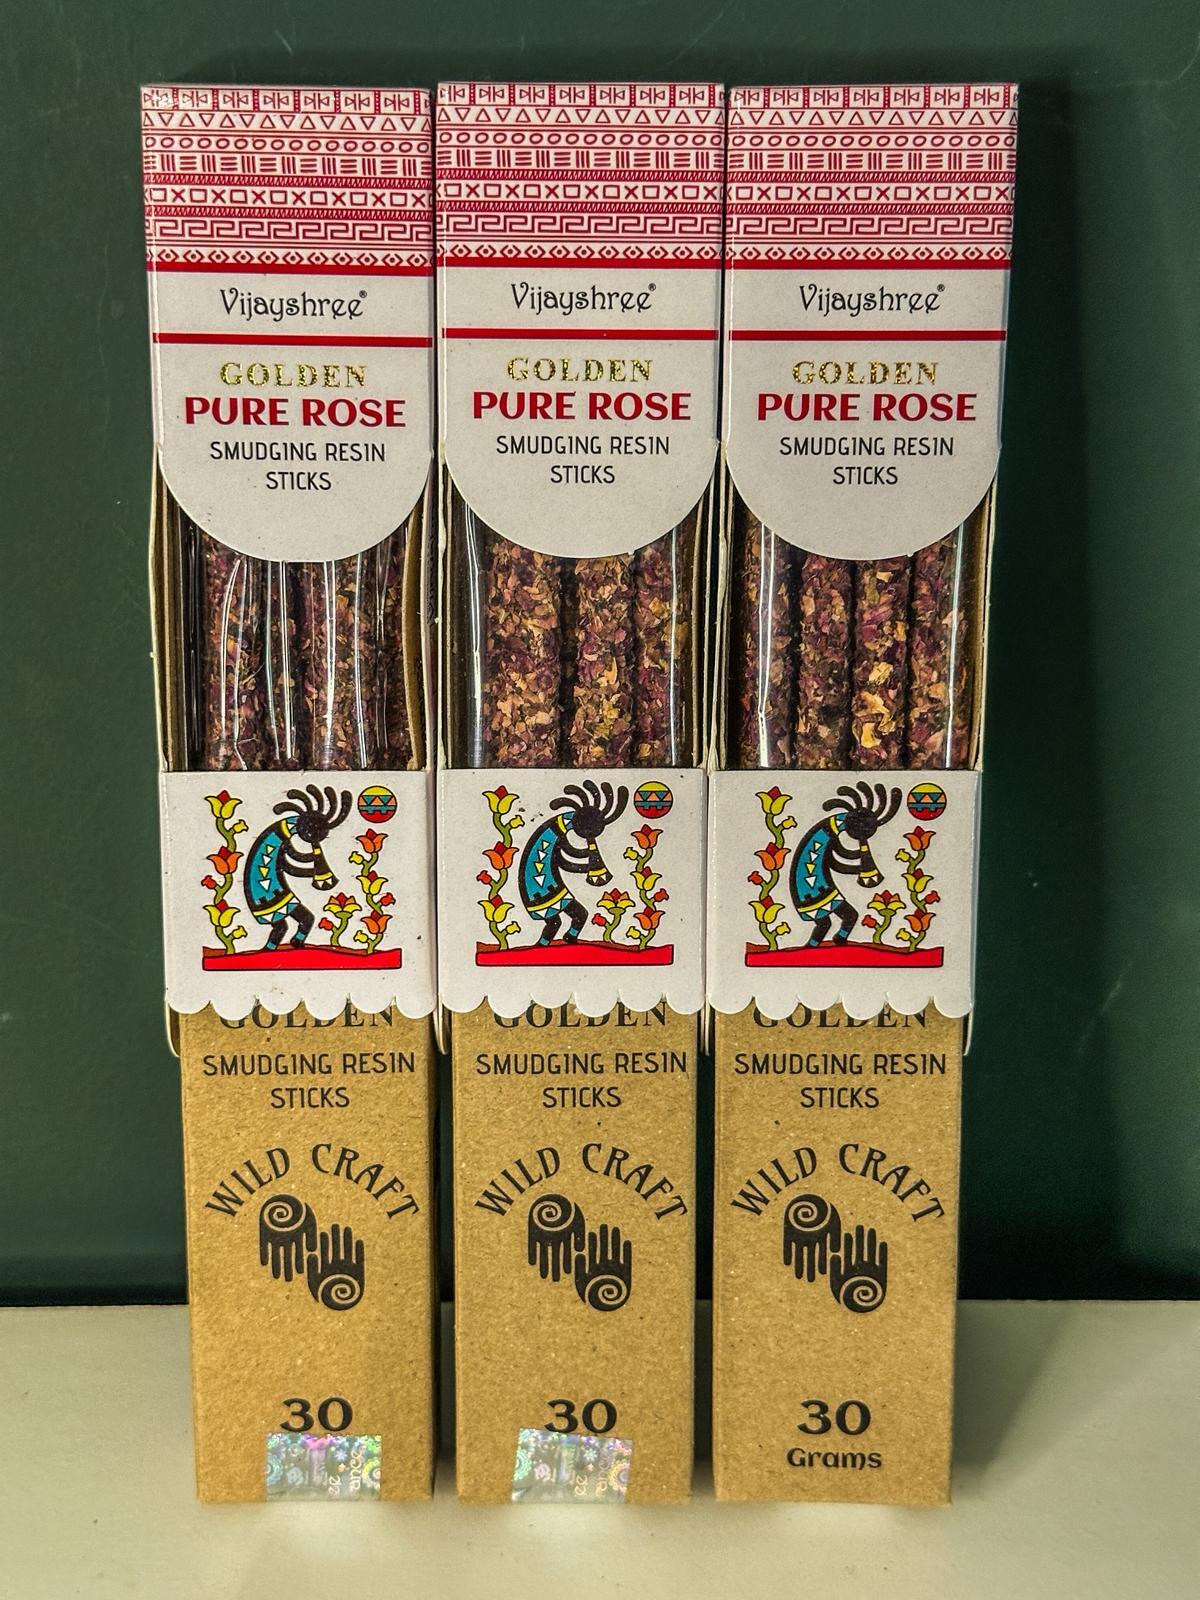 Vijayshree®
GOLDEN
PURE ROSE
SMUDGING RESIN
STICKS
GOLDEN
SMUDGING RESIN
STICKS
WILD CRAFT
30
Vijayshree®
GOLDEN
PURE ROSE
SMUDGING RESIN
STICKS
GOLDEN
SMUDGING RESIN
STICKS
WILD CRAFT
30
Vijayshree®
GOLDEN
PURE ROSE
SMUDGING RESIN
STICKS
GOLDEN
SMUDGING RESIN
STICKS
WILD CRAFT
30
Grams